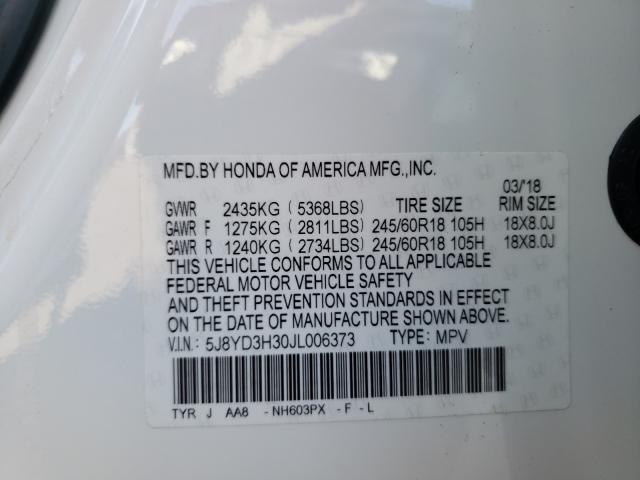 MFD.BY HONDA OF AMERICA MFG.,INC.
03/'18
GVWR 2435KG (5368LBS) TIRE SIZE RIM SIZE
GAWR F 1275KG (2811LBS) 245/60R18 105H 18X8.0J
GAWR R 1240KG (2734LBS) 245/60R18 105H 18X8.0J
THIS VEHICLE CONFORMS TO ALL APPLICABLE
FEDERAL MOTOR VEHICLE SAFETY
AND THEFT PREVENTION STANDARDS IN EFFECT
ON THE DATE OF MANUFACTURE SHOWN ABOVE.
V.I.N.: 5J8YD3H30JL006373 TYPE: MPV
TYR J AA8 -NH603PX -F -L